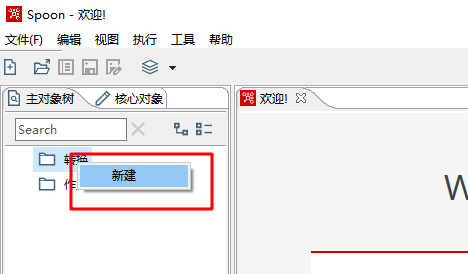 Spoon - 欢迎!
文件(F) 编辑 视图 执行 工具 帮助
主对象树 核心对象 欢迎!
Search
转换
新建
作
W